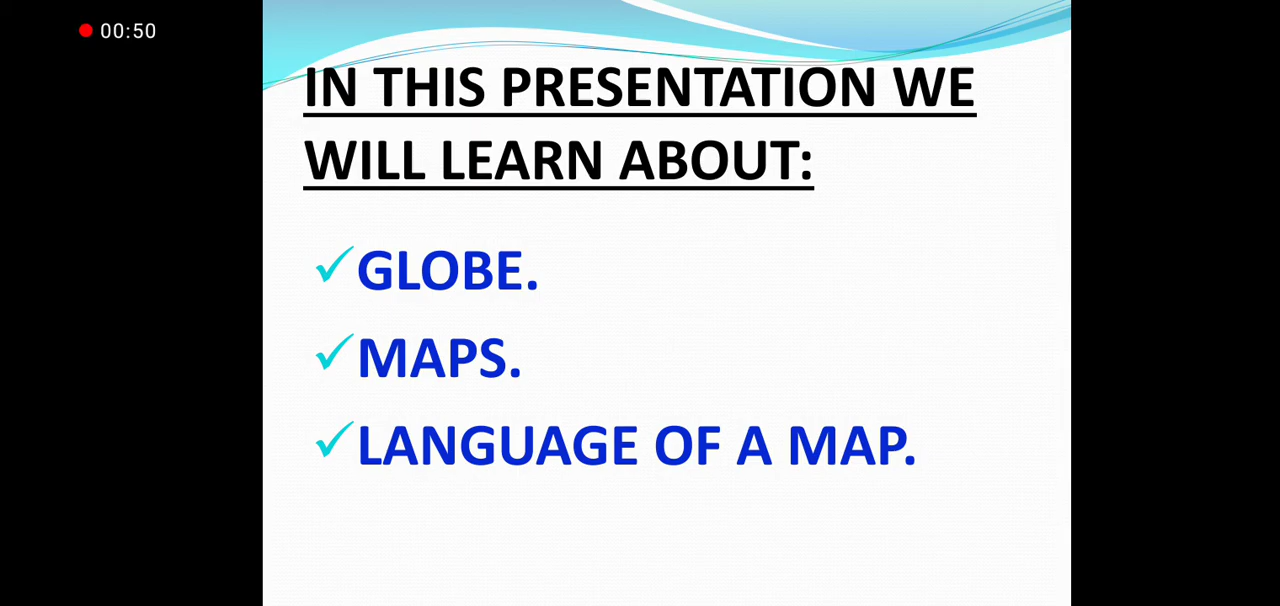 00:50
IN THIS PRESENTATION WE
WILL LEARN ABOUT:
GLOBE.
MAPS.
LANGUAGE OF A MAP.